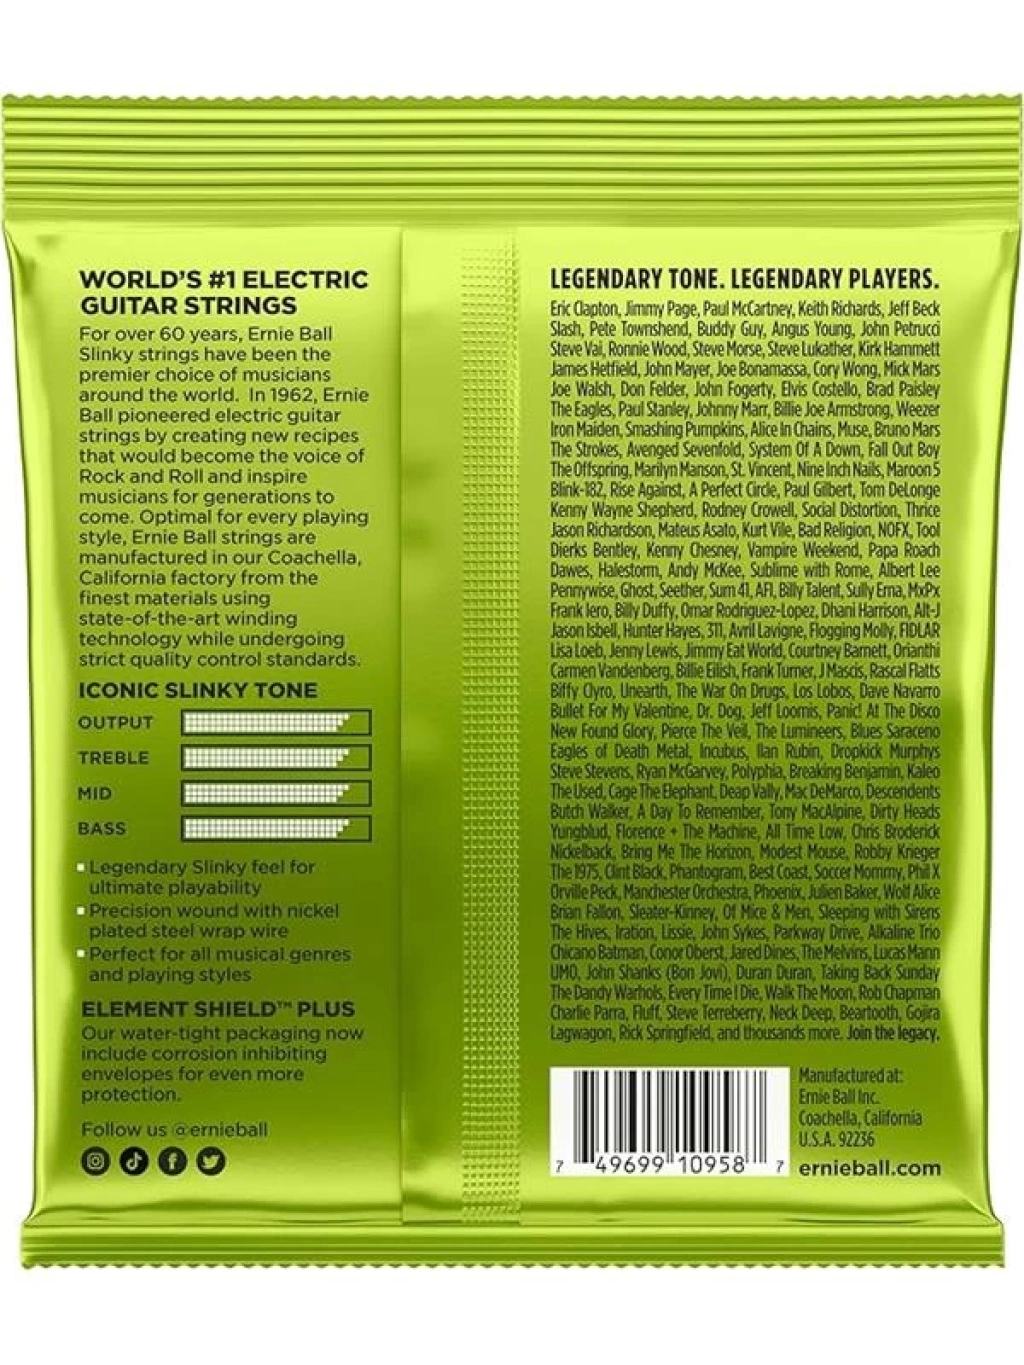 WORLD'S #1 ELECTRIC
GUITAR STRINGS
For over 60 years, Ernie Ball
Slinky strings have been the
premier choice of musicians
around the world. In 1962, Ernie
Ball pioneered electric guitar
strings by creating new recipes
that would become the voice of
Rock and Roll and inspire
musicians for generations to
come. Optimal for every playing
style, Ernie Ball strings are
manufactured in our Coachella,
California factory from the
finest materials using
state-of-the-art winding
technology while undergoing
strict quality control standards.
ICONIC SLINKY TONE
OUTPUT
TREBLE
MID
BASS
Legendary Slinky feel for
ultimate playability
Precision wound with nickel
plated steel wrap wire
Perfect for all musical genres
and playing styles
ELEMENT SHIELD™ PLUS
Our water-tight packaging now
include corrosion inhibiting
envelopes for even more
protection.
Follow us @ernieball
LEGENDARY TONE. LEGENDARY PLAYERS.
Eric Clapton, Jimmy Page, Paul McCartney, Keith Richards, Jeff Beck
Slash, Pete Townshend, Buddy Guy, Angus Young, John Petrucci
Steve Vai, Ronnie Wood, Steve Morse, Steve Lukather, Kirk Hammett
James Hetfield, John Mayer, Joe Bonamassa, Cory Wong, Mick Mars
Joe Walsh, Don Felder, John Fogerty, Elvis Costello, Brad Paisley
The Eagles, Paul Stanley, Johnny Marr, Billie Joe Armstrong, Weezer
Iron Maiden, Smashing Pumpkins, Alice In Chains, Muse, Bruno Mars
The Strokes, Avenged Sevenfold, System Of A Down, Fall Out Boy
The Offspring, Marilyn Manson, St. Vincent, Nine Inch Nails, Maroon 5
Blink-182, Rise Against, A Perfect Circle, Paul Gilbert, Tom DeLonge
Kenny Wayne Shepherd, Rodney Crowell, Social Distortion, Thrice
Jason Richardson, Mateus Asato, Kurt Vile, Bad Religion, NOFX, Tool
Dierks Bentley, Kenny Chesney, Vampire Weekend, Papa Roach
Dawes, Halestorm, Andy McKee, Sublime with Rome, Albert Lee
Pennywise, Ghost, Seether, Sum 41, AFI, Billy Talent, Sully Erna, MxPx
Frank Iero, Billy Duffy, Omar Rodriguez-Lopez, Dhani Harrison, Alt-J
Jason Isbell, Hunter Hayes, 311, Avril Lavigne, Flogging Molly, FIDLAR
Lisa Loeb, Jenny Lewis, Jimmy Eat World, Courtney Barnett, Orianthi
Carmen Vandenberg, Billie Eilish, Frank Turner, J Mascis, Rascal Flatts
Biffy Clyro, Unearth, The War On Drugs, Los Lobos, Dave Navarro
Bullet For My Valentine, Dr. Dog, Jeff Loomis, Panic! At The Disco
New Found Glory, Pierce The Veil, The Lumineers, Blues Saraceno
Eagles of Death Metal, Incubus, Ilan Rubin, Dropkick Murphys
Steve Stevens, Ryan McGarvey, Polyphia, Breaking Benjamin, Kaleo
The Used, Cage The Elephant, Deap Vally, Mac DeMarco, Descendents
Butch Walker, A Day To Remember, Tony MacAlpine, Dirty Heads
Yungblud, Florence + The Machine, All Time Low, Chris Broderick
Nickelback, Bring Me The Horizon, Modest Mouse, Robby Krieger
The 1975, Clint Black, Phantogram, Best Coast, Soccer Mommy, Phil X
Orville Peck, Manchester Orchestra, Phoenix, Julien Baker, Wolf Alice
Brian Fallon, Sleater-Kinney, Of Mice & Men, Sleeping with Sirens
The Hives, Iration, Lissie, John Sykes, Parkway Drive, Alkaline Trio
Chicano Batman, Conor Oberst, Jared Dines, The Melvins, Lucas Mann
UMO, John Shanks (Bon Jovi), Duran Duran, Taking Back Sunday
The Dandy Warhols, Every Time I Die, Walk The Moon, Rob Chapman
Charlie Parra, Fluff, Steve Terreberry, Neck Deep, Beartooth, Gojira
Lagwagon, Rick Springfield, and thousands more. Join the legacy.
7 49699 10958 7
Manufactured at:
Ernie Ball Inc.
Coachella, California
U.S.A. 92236
ernieball.com